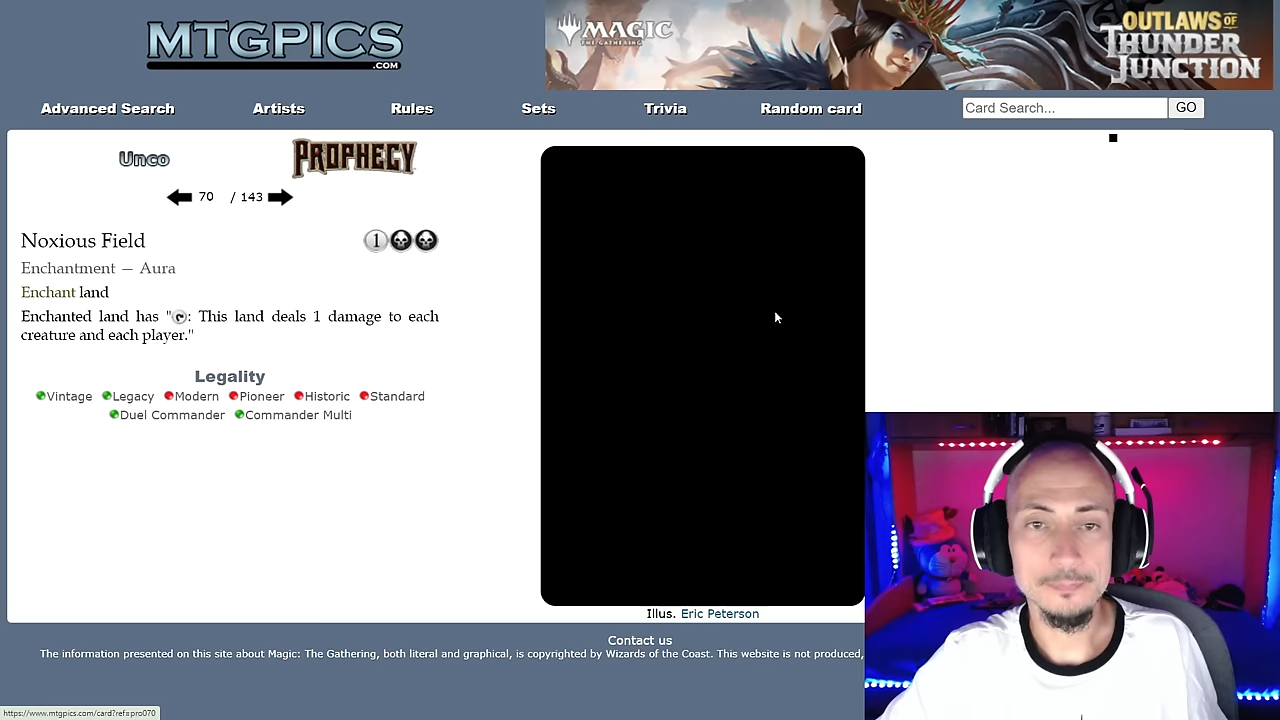 MTGPICS
.COM
MAGIC
THE GATHERING
OUTLAWS OF
THUNDER
JUNCTION
Advanced Search Artists Rules Sets Trivia Random card Card Search... GO
Unco PROPHECY
70 / 143
Noxious Field 1
Enchantment — Aura
Enchant land
Enchanted land has ": This land deals 1 damage to each
creature and each player."
Legality
Vintage Legacy Modern Pioneer Historic Standard
Duel Commander Commander Multi
Illus. Eric Peterson
Contact us
The information presented on this site about Magic: The Gathering, both literal and graphical, is copyrighted by Wizards of the Coast. This website is not produced,
https://www.mtgpics.com/card?ref=pro070